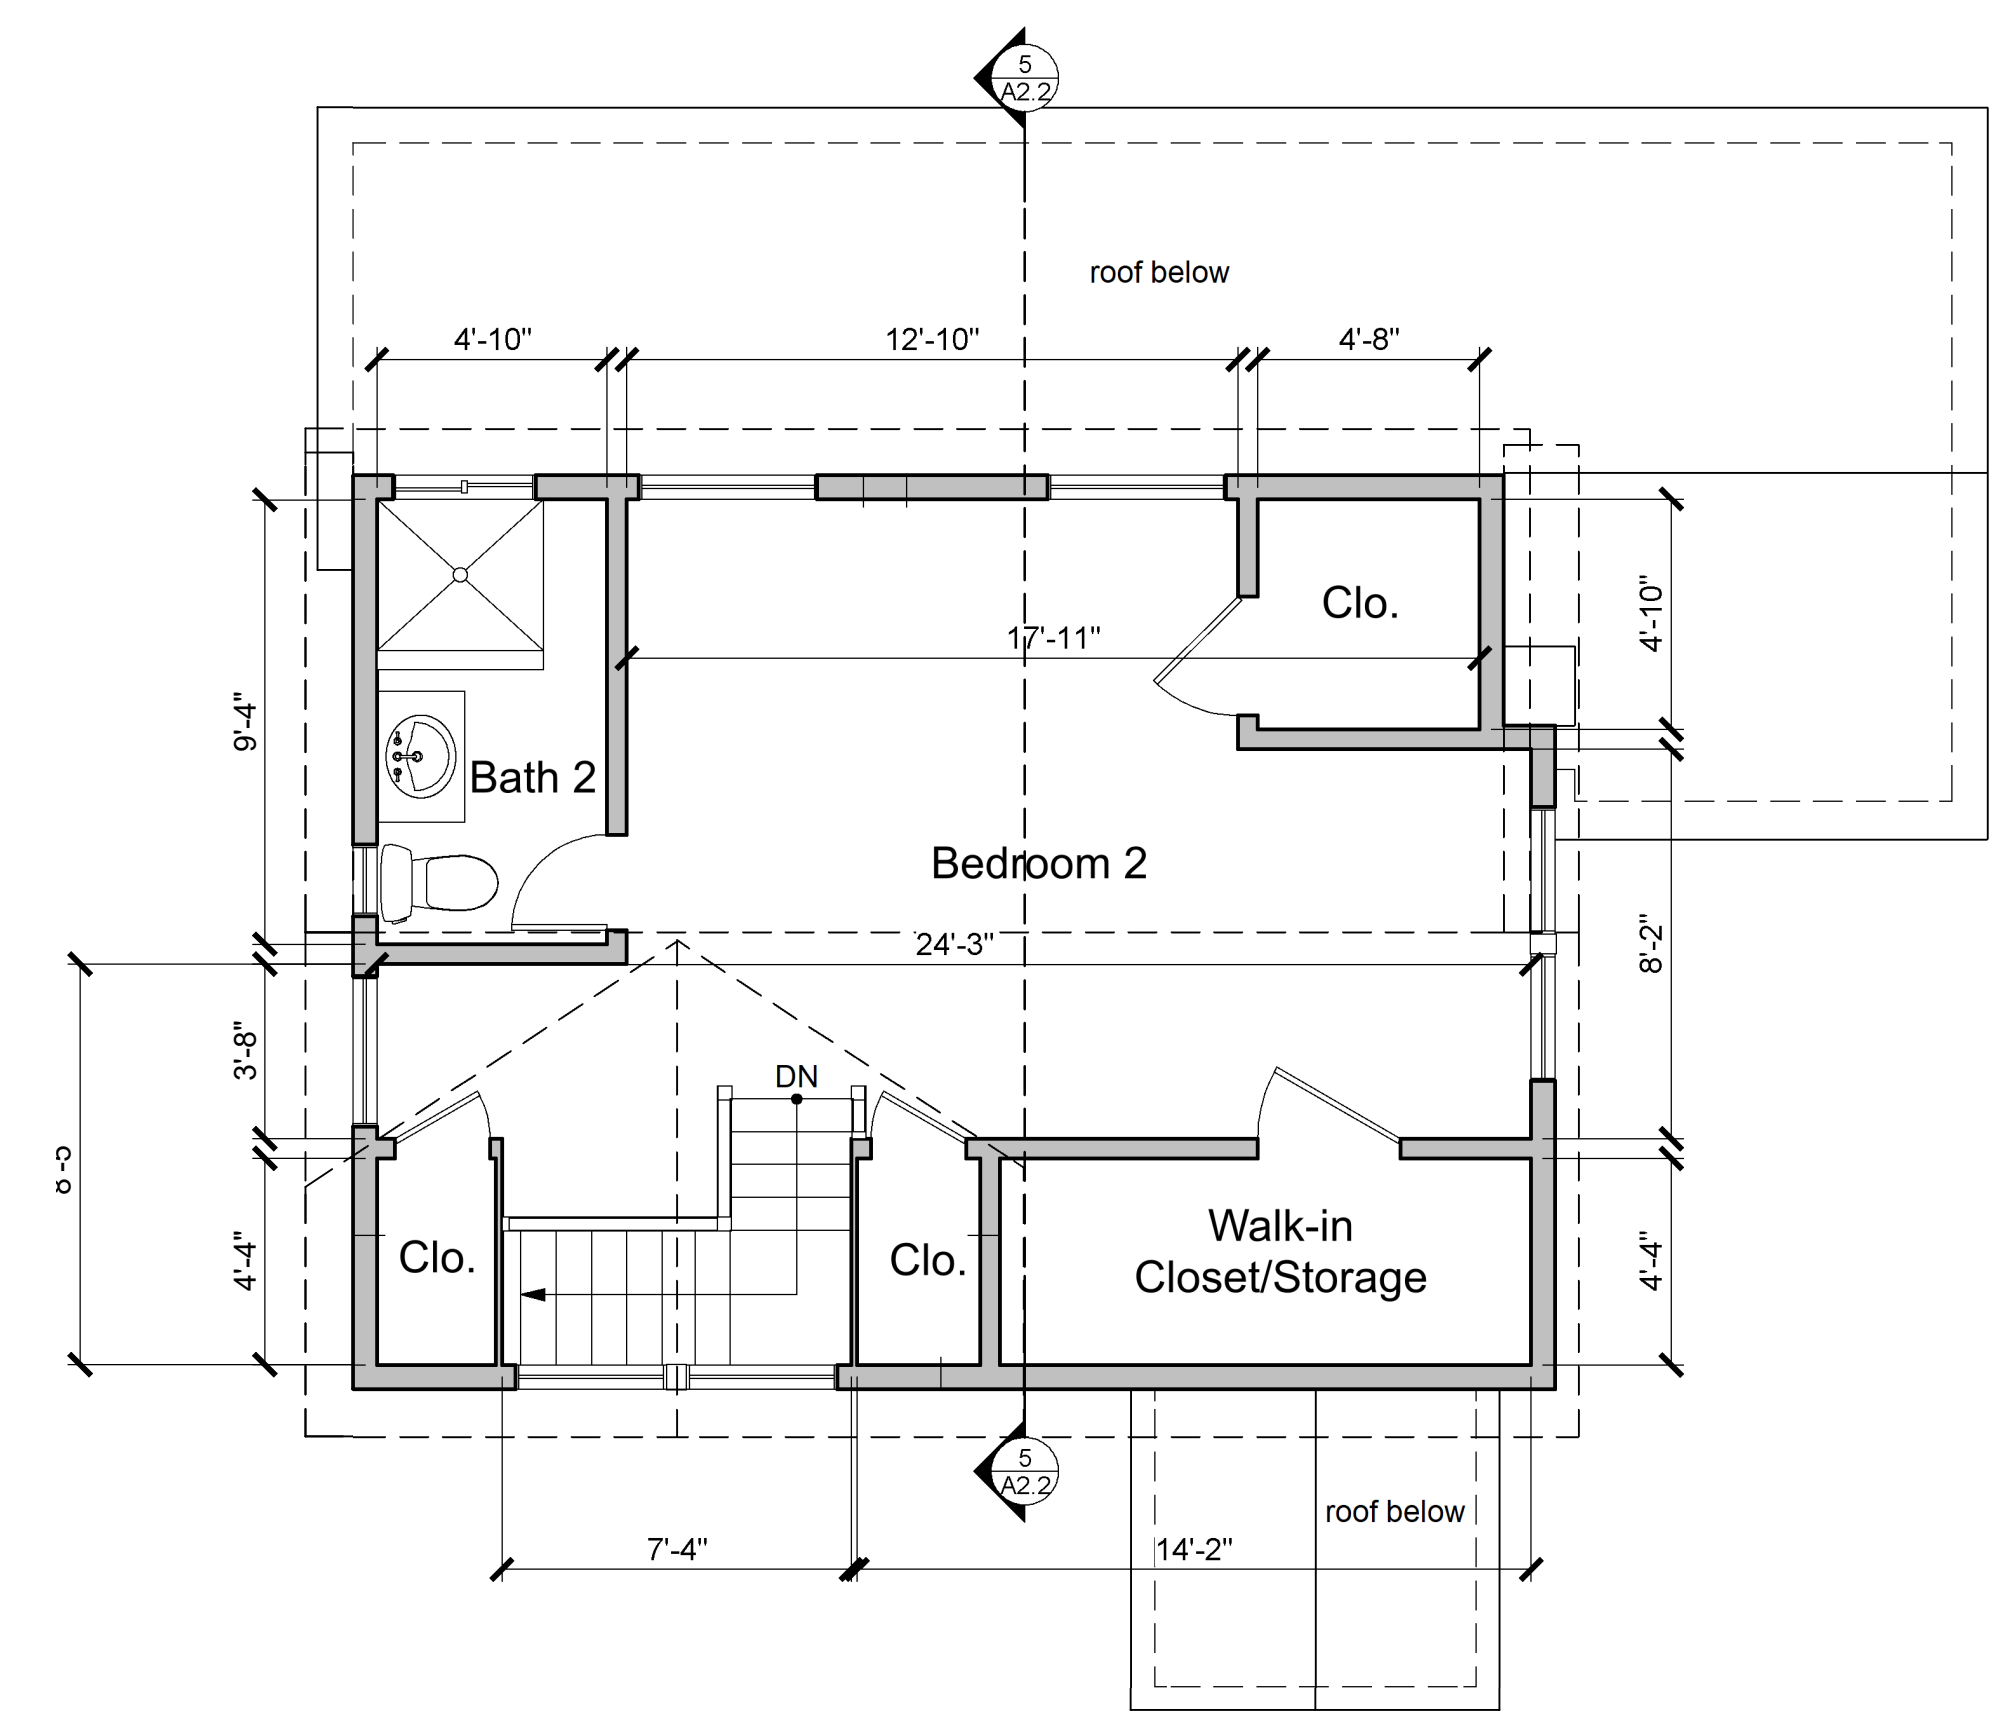 5
A2.2
roof below
4'-10"
12'-10"
4'-8"
Clo.
4'-10"
17'-11"
9'-4"
Bath 2
Bedroom 2
24'-3"
8'-2"
3'-8"
DN
8'-5
Walk-in
Closet/Storage
Clo.
Clo.
4'-4"
4'-4"
5
A2.2
roof below
7'-4"
14'-2"